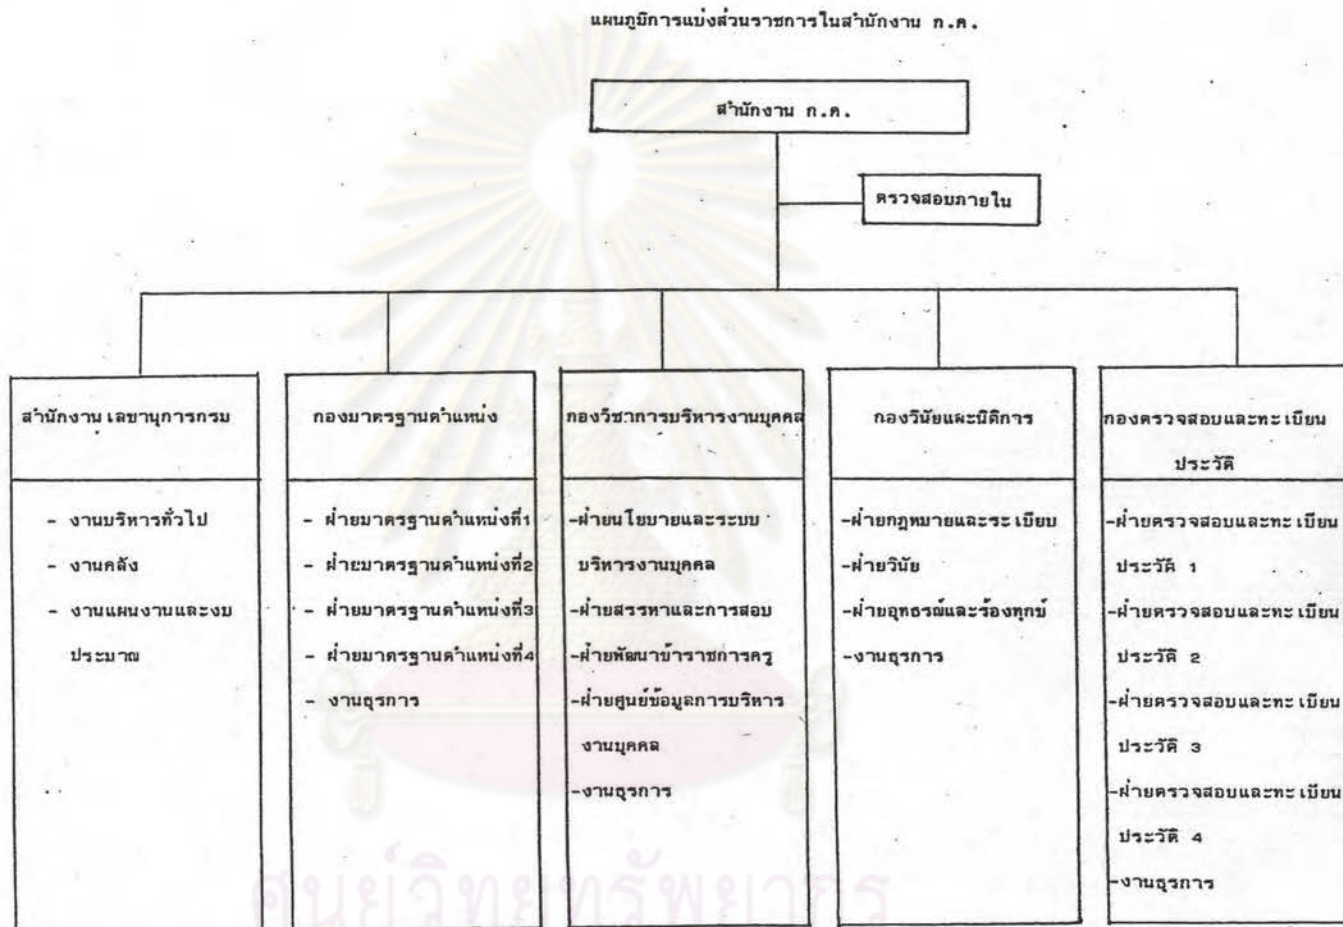 แผนภูมิการแบ่งส่วนราชการในสำนักงาน ก.ค.
สำนักงาน ก.ค.
ตรวจสอบภายใน
สำนักงานเลขานุการกรม
- งานบริหารทั่วไป
- งานคลัง
- งานแผนงานและงบ
ประมาณ
กองมาตรฐานตำแหน่ง
- ฝ่ายมาตรฐานตำแหน่งที่1
- ฝ่ายมาตรฐานตำแหน่งที่2
- ฝ่ายมาตรฐานตำแหน่งที่3
- ฝ่ายมาตรฐานตำแหน่งที่4
- งานธุรการ
กองวิชาการบริหารงานบุคคล
-ฝ่ายนโยบายและระบบ
บริหารงานบุคคล
-ฝ่ายสรรหาและการสอบ
-ฝ่ายพัฒนาข้าราชการครู
-ฝ่ายศูนย์ข้อมูลการบริหาร
งานบุคคล
-งานธุรการ
กองวินัยและนิติการ
-ฝ่ายกฎหมายและระเบียบ
-ฝ่ายวินัย
-ฝ่ายอุทธรณ์และร้องทุกข์
-งานธุรการ
กองตรวจสอบและทะเบียน
ประวัติ
-ฝ่ายตรวจสอบและทะเบียน
ประวัติ 1
-ฝ่ายตรวจสอบและทะเบียน
ประวัติ 2
-ฝ่ายตรวจสอบและทะเบียน
ประวัติ 3
-ฝ่ายตรวจสอบและทะเบียน
ประวัติ 4
-งานธุรการ
ศูนย์วิทยทรัพยากร